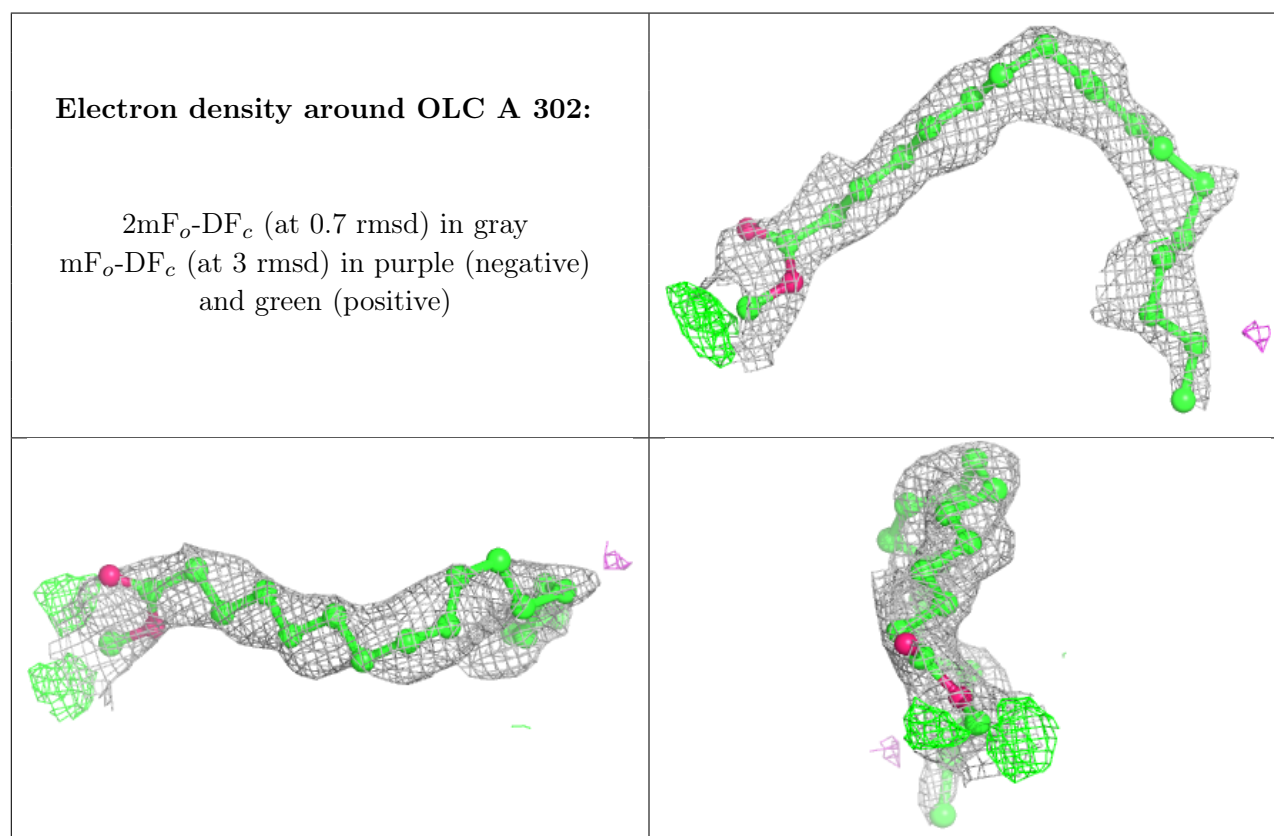 Electron density around OLC A 302:
2mFo-DFc (at 0.7 rmsd) in gray
mFo-DFc (at 3 rmsd) in purple (negative)
and green (positive)